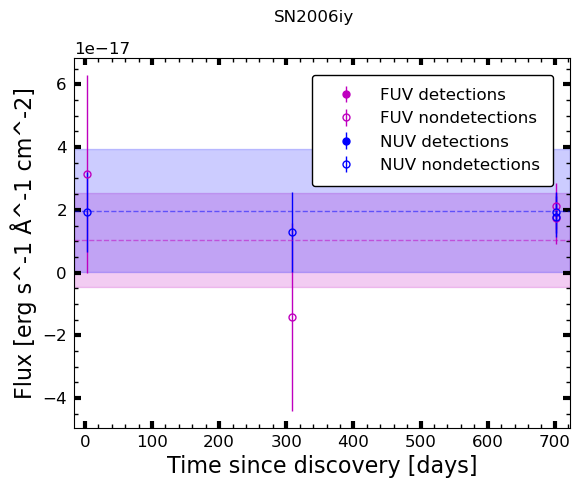 SN2006iy
1e−17
FUV detections
FUV nondetections
NUV detections
NUV nondetections
6
4
2
0
−2
−4
Flux [erg s^-1 Å^-1 cm^-2]
0 100 200 300 400 500 600 700
Time since discovery [days]